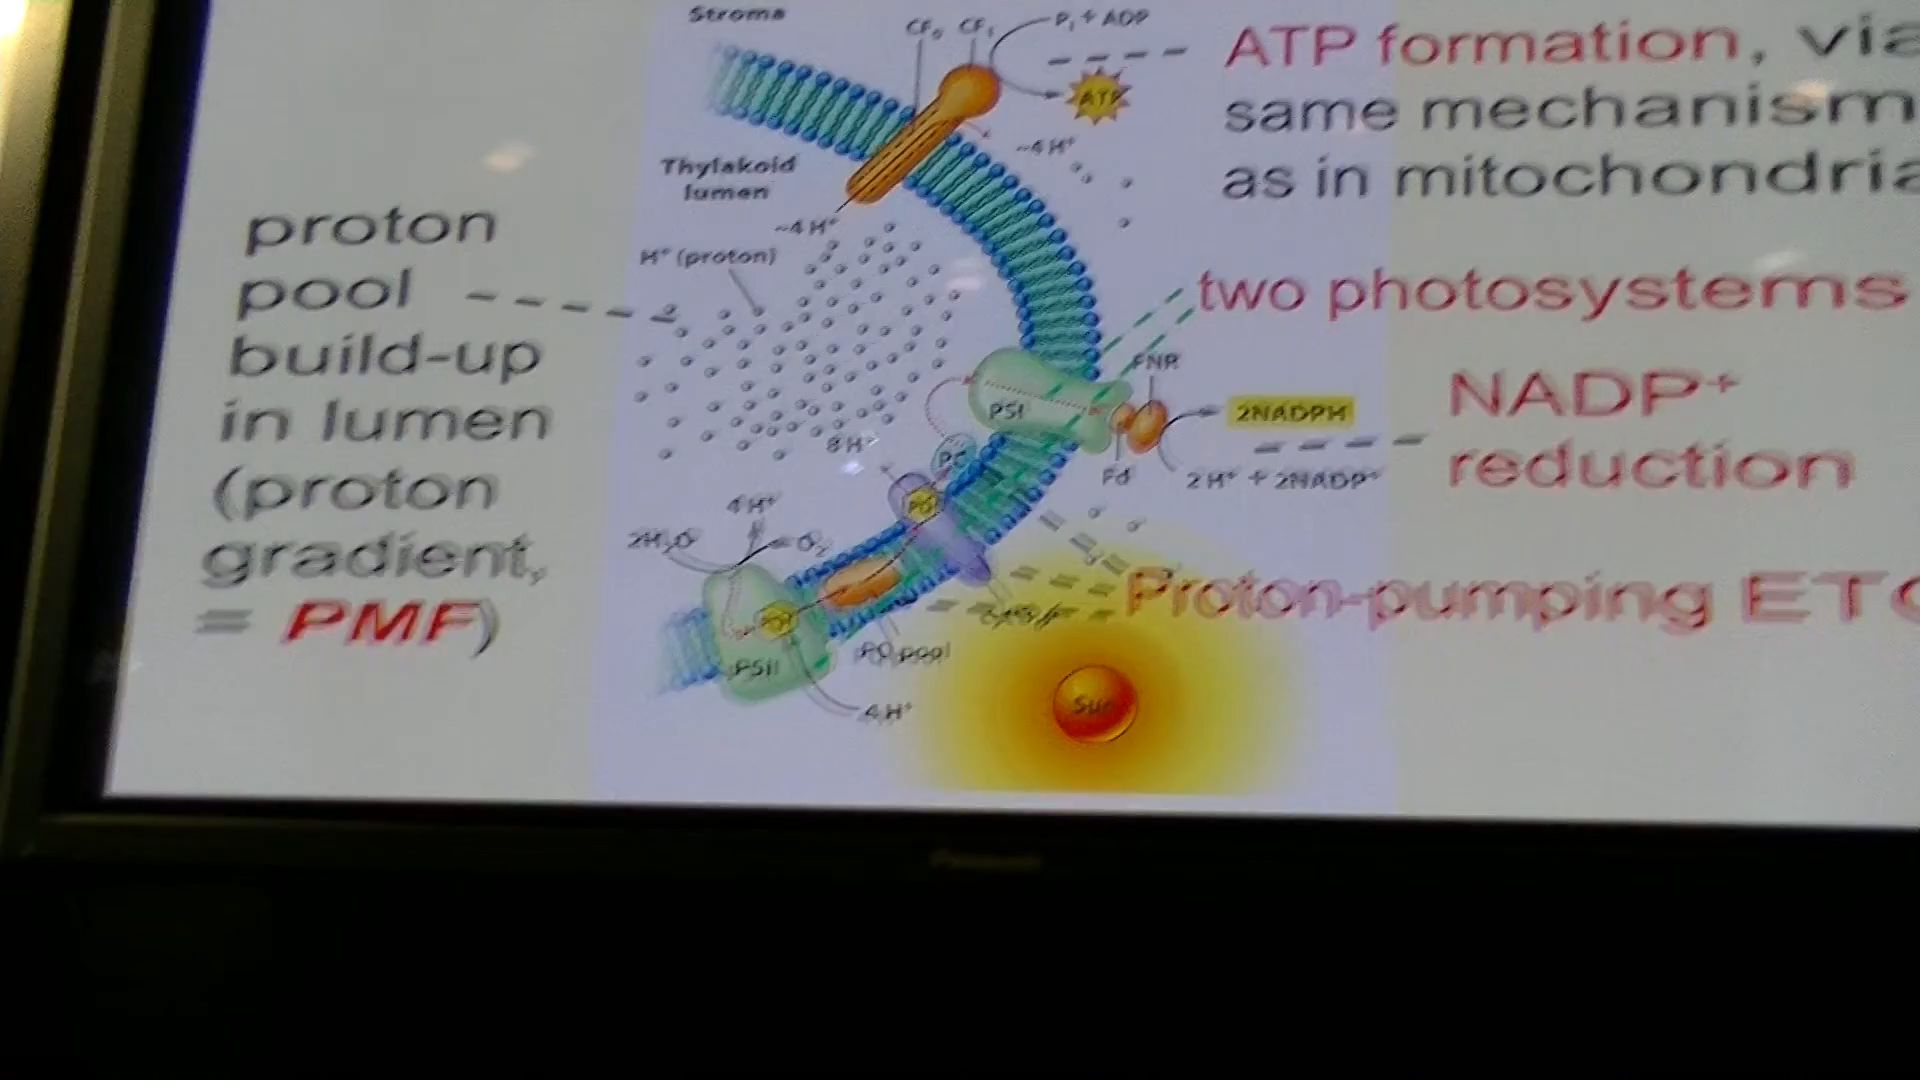 Stroma
CF₀ CF₁
Pᵢ + ADP
ATP
ATP formation, via
same mechanism
as in mitochondria
~4 H⁺
Thylakoid
lumen
~4 H⁺
H⁺ (proton)
proton
pool
build-up
in lumen
(proton
gradient,
= PMF)
two photosystems
FNR
PSI
2NADPH
NADP⁺
reduction
Fd
2 H⁺ + 2NADP⁺
8 H⁺
PC
PQ
4 H⁺
2H₂O
O₂
Proton-pumping ETC
PQ pool
PSII
4 H⁺
Sun
Panasonic